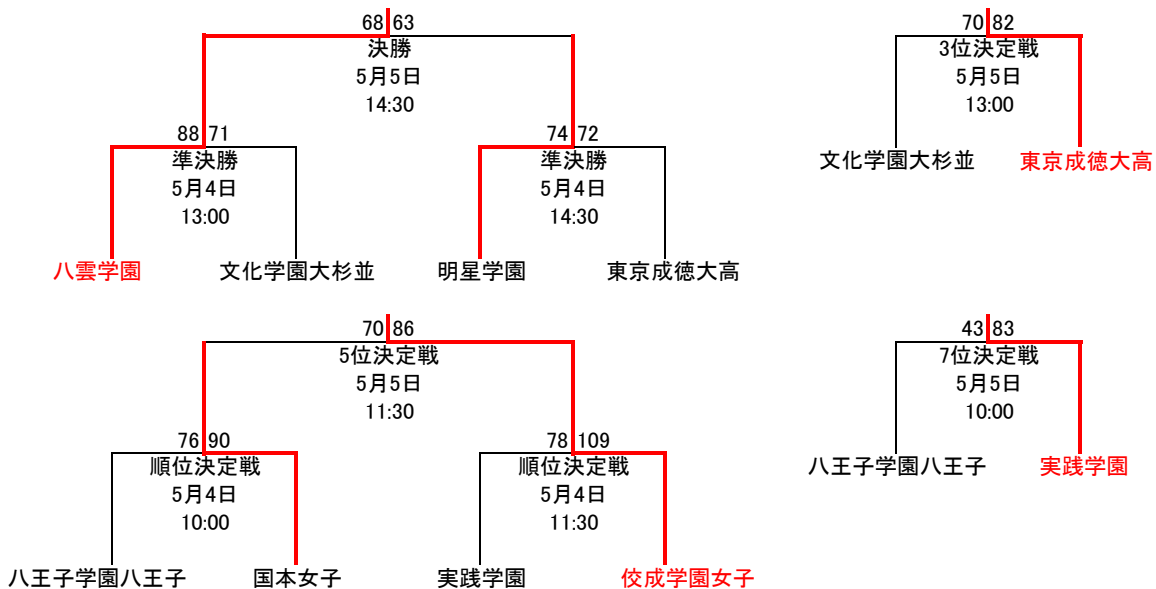 68 63
決勝
5月5日
14:30
88 71
準決勝
5月4日
13:00
74 72
準決勝
5月4日
14:30
八雲学園
文化学園大杉並
明星学園
東京成徳大高
70 82
3位決定戦
5月5日
13:00
文化学園大杉並
東京成徳大高
70 86
5位決定戦
5月5日
11:30
76 90
順位決定戦
5月4日
10:00
78 109
順位決定戦
5月4日
11:30
八王子学園八王子
国本女子
実践学園
佼成学園女子
43 83
7位決定戦
5月5日
10:00
八王子学園八王子
実践学園